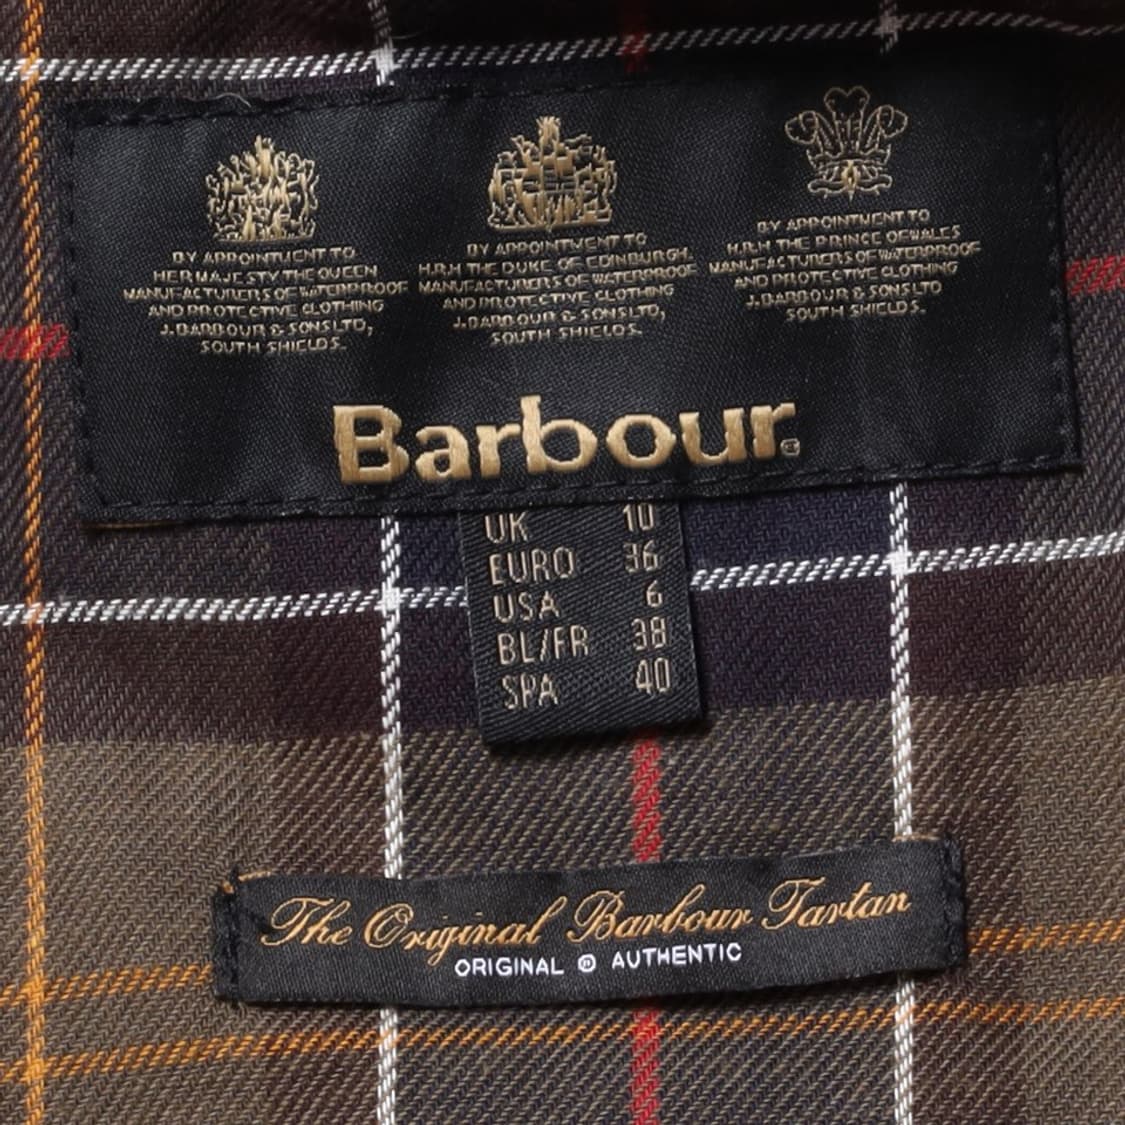 BY APPOINTMENT TO
HER MAJESTY THE QUEEN
MANUFACTURERS OF WATERPROOF
AND PROTECTIVE CLOTHING
J. BARBOUR & SONS LTD,
SOUTH SHIELDS.
BY APPOINTMENT TO
H.R.H THE DUKE OF EDINBURGH
MANUFACTURERS OF WATERPROOF
AND PROTECTIVE CLOTHING
J. BARBOUR & SONS LTD,
SOUTH SHIELDS.
BY APPOINTMENT TO
H.R.H THE PRINCE OF WALES
MANUFACTURERS OF WATERPROOF
AND PROTECTIVE CLOTHING
J. BARBOUR & SONS LTD
SOUTH SHIELDS.
Barbour®
UK 10
EURO 36
USA 6
BL/FR 38
SPA 40
The Original Barbour Tartan
ORIGINAL ® AUTHENTIC